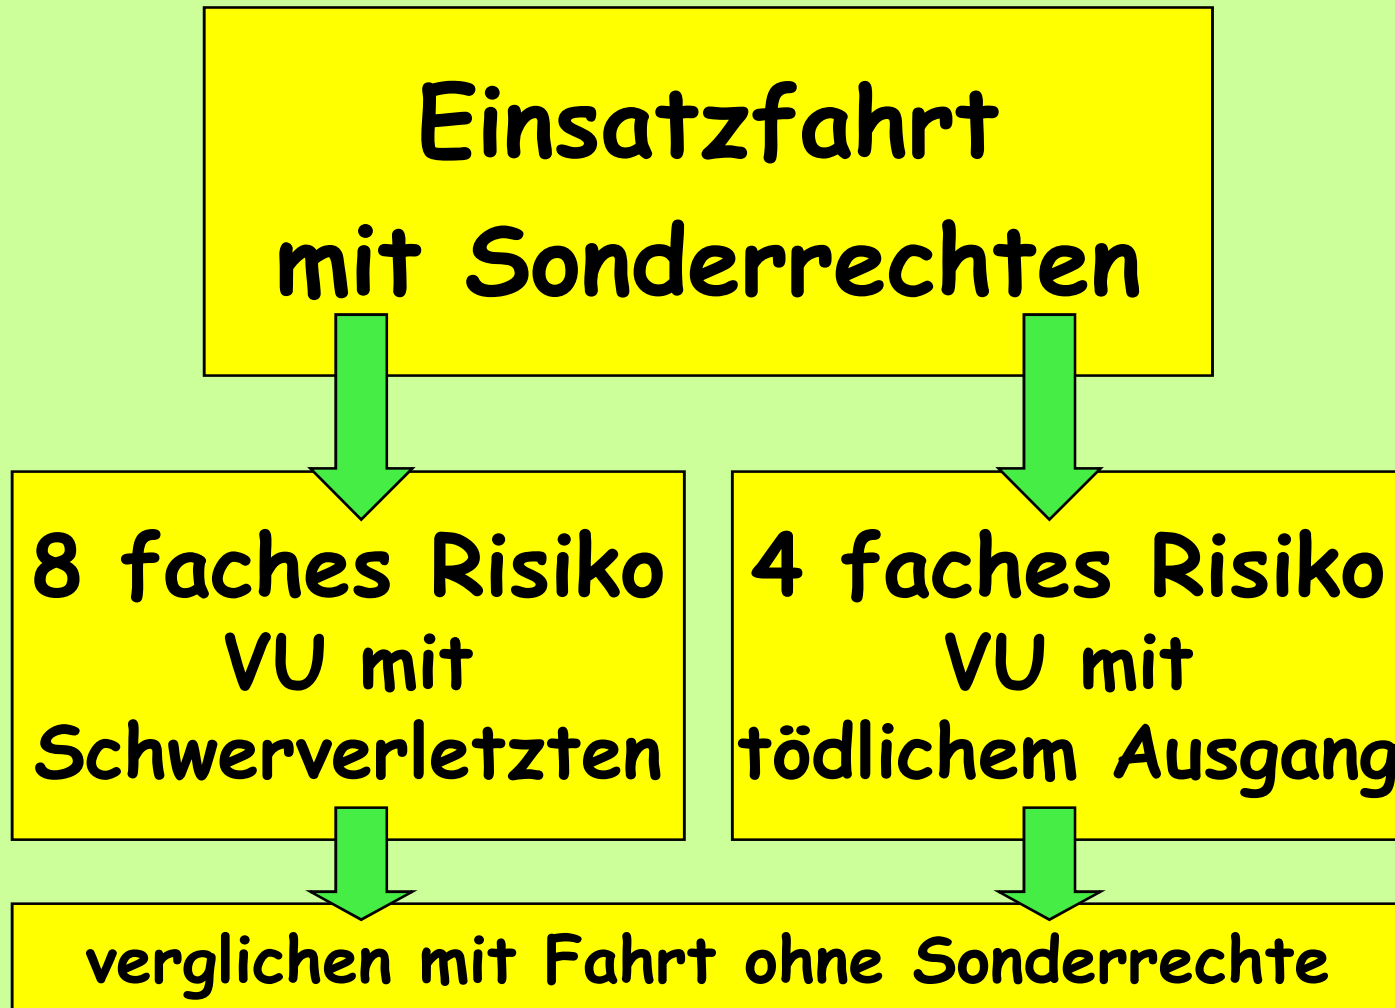 Einsatzfahrt
mit Sonderrechten
8 faches Risiko
VU mit
Schwerverletzten
4 faches Risiko
VU mit
tödlichem Ausgang
verglichen mit Fahrt ohne Sonderrechte